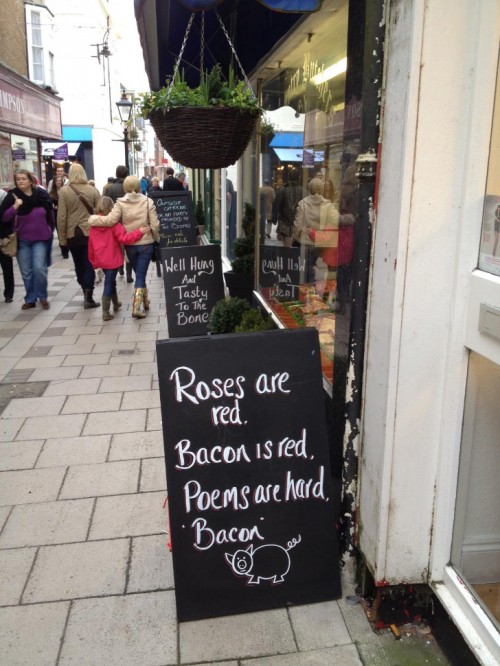 Roses are
red.
Bacon is red,
Poems are hard,
Bacon
Well Hung
And
Tasty
To The
Bone